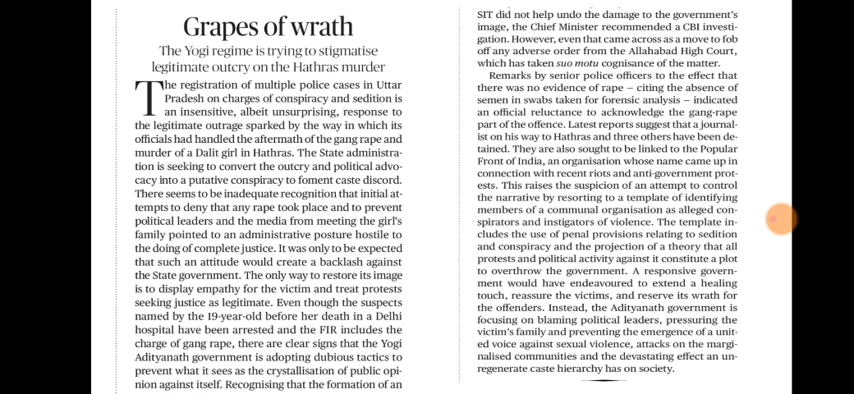 Grapes of wrath
The Yogi regime is trying to stigmatise
legitimate outcry on the Hathras murder
The registration of multiple police cases in Uttar
Pradesh on charges of conspiracy and sedition is
an insensitive, albeit unsurprising, response to
the legitimate outrage sparked by the way in which its
officials had handled the aftermath of the gang rape and
murder of a Dalit girl in Hathras. The State administra-
tion is seeking to convert the outcry and political advo-
cacy into a putative conspiracy to foment caste discord.
There seems to be inadequate recognition that initial at-
tempts to deny that any rape took place and to prevent
political leaders and the media from meeting the girl's
family pointed to an administrative posture hostile to
the doing of complete justice. It was only to be expected
that such an attitude would create a backlash against
the State government. The only way to restore its image
is to display empathy for the victim and treat protests
seeking justice as legitimate. Even though the suspects
named by the 19-year-old before her death in a Delhi
hospital have been arrested and the FIR includes the
charge of gang rape, there are clear signs that the Yogi
Adityanath government is adopting dubious tactics to
prevent what it sees as the crystallisation of public opi-
nion against itself. Recognising that the formation of an
SIT did not help undo the damage to the government's
image, the Chief Minister recommended a CBI investi-
gation. However, even that came across as a move to fob
off any adverse order from the Allahabad High Court,
which has taken suo motu cognisance of the matter.
Remarks by senior police officers to the effect that
there was no evidence of rape – citing the absence of
semen in swabs taken for forensic analysis – indicated
an official reluctance to acknowledge the gang-rape
part of the offence. Latest reports suggest that a journal-
ist on his way to Hathras and three others have been de-
tained. They are also sought to be linked to the Popular
Front of India, an organisation whose name came up in
connection with recent riots and anti-government prot-
ests. This raises the suspicion of an attempt to control
the narrative by resorting to a template of identifying
members of a communal organisation as alleged con-
spirators and instigators of violence. The template in-
cludes the use of penal provisions relating to sedition
and conspiracy and the projection of a theory that all
protests and political activity against it constitute a plot
to overthrow the government. A responsive govern-
ment would have endeavoured to extend a healing
touch, reassure the victims, and reserve its wrath for
the offenders. Instead, the Adityanath government is
focusing on blaming political leaders, pressuring the
victim's family and preventing the emergence of a unit-
ed voice against sexual violence, attacks on the margi-
nalised communities and the devastating effect an un-
regenerate caste hierarchy has on society.